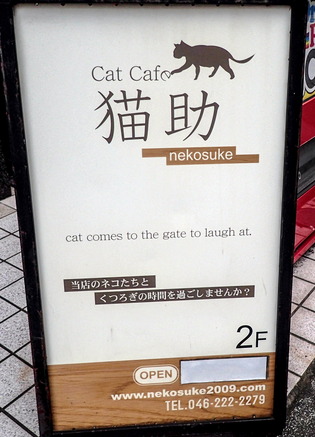 Cat Cafe
猫助
nekosuke
cat comes to the gate to laugh at.
当店のネコたちと
くつろぎの時間を過ごしませんか?
2F
OPEN
www.nekosuke2009.com
TEL.046-222-2279